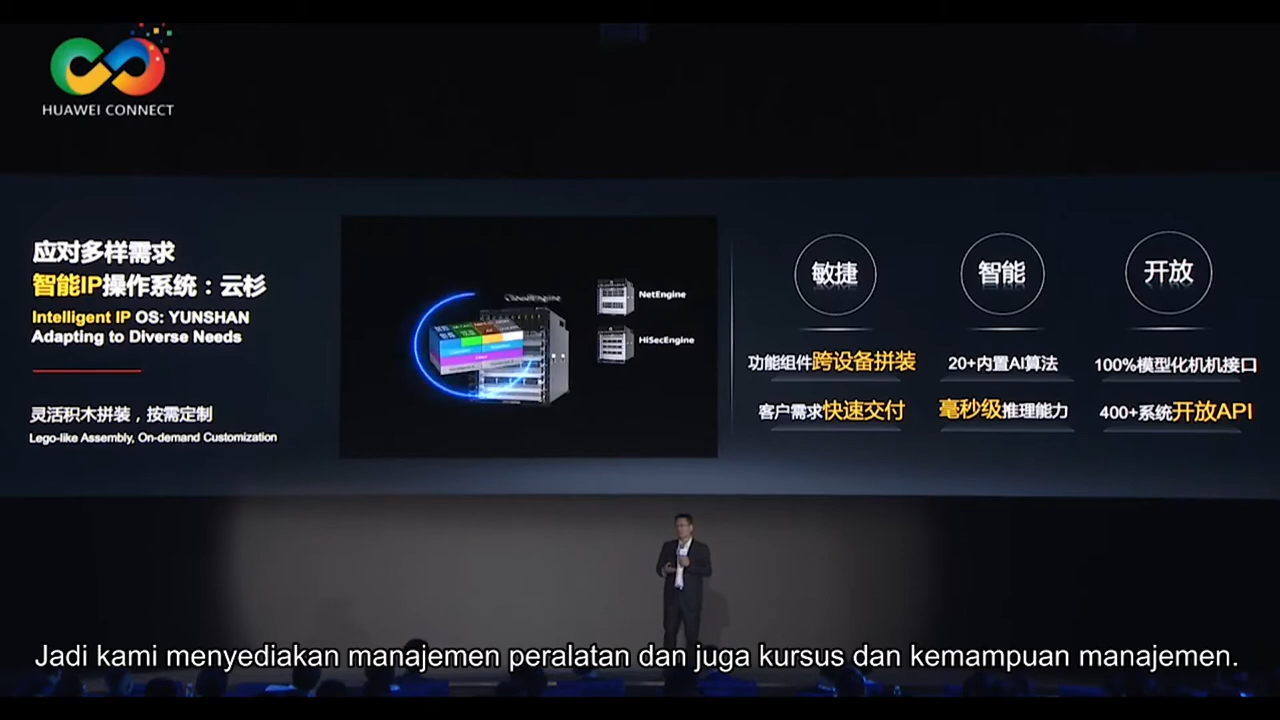 HUAWEI CONNECT
应对多样需求
智能IP操作系统：云杉
Intelligent IP OS: YUNSHAN
Adapting to Diverse Needs
灵活积木拼装，按需定制
Lego-like Assembly, On-demand Customization
CloudEngine
NetEngine
HiSecEngine
敏捷
功能组件跨设备拼装
客户需求快速交付
智能
20+内置AI算法
毫秒级推理能力
开放
100%模型化机机接口
400+系统开放API
Jadi kami menyediakan manajemen peralatan dan juga kursus dan kemampuan manajemen.